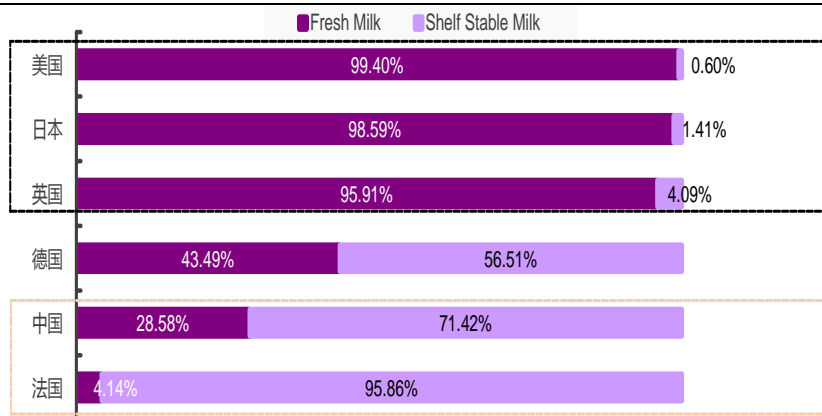 Fresh Milk Shelf Stable Milk
美国 99.40% 0.60%
日本 98.59% 1.41%
英国 95.91% 4.09%
德国 43.49% 56.51%
中国 28.58% 71.42%
法国 4.14% 95.86%